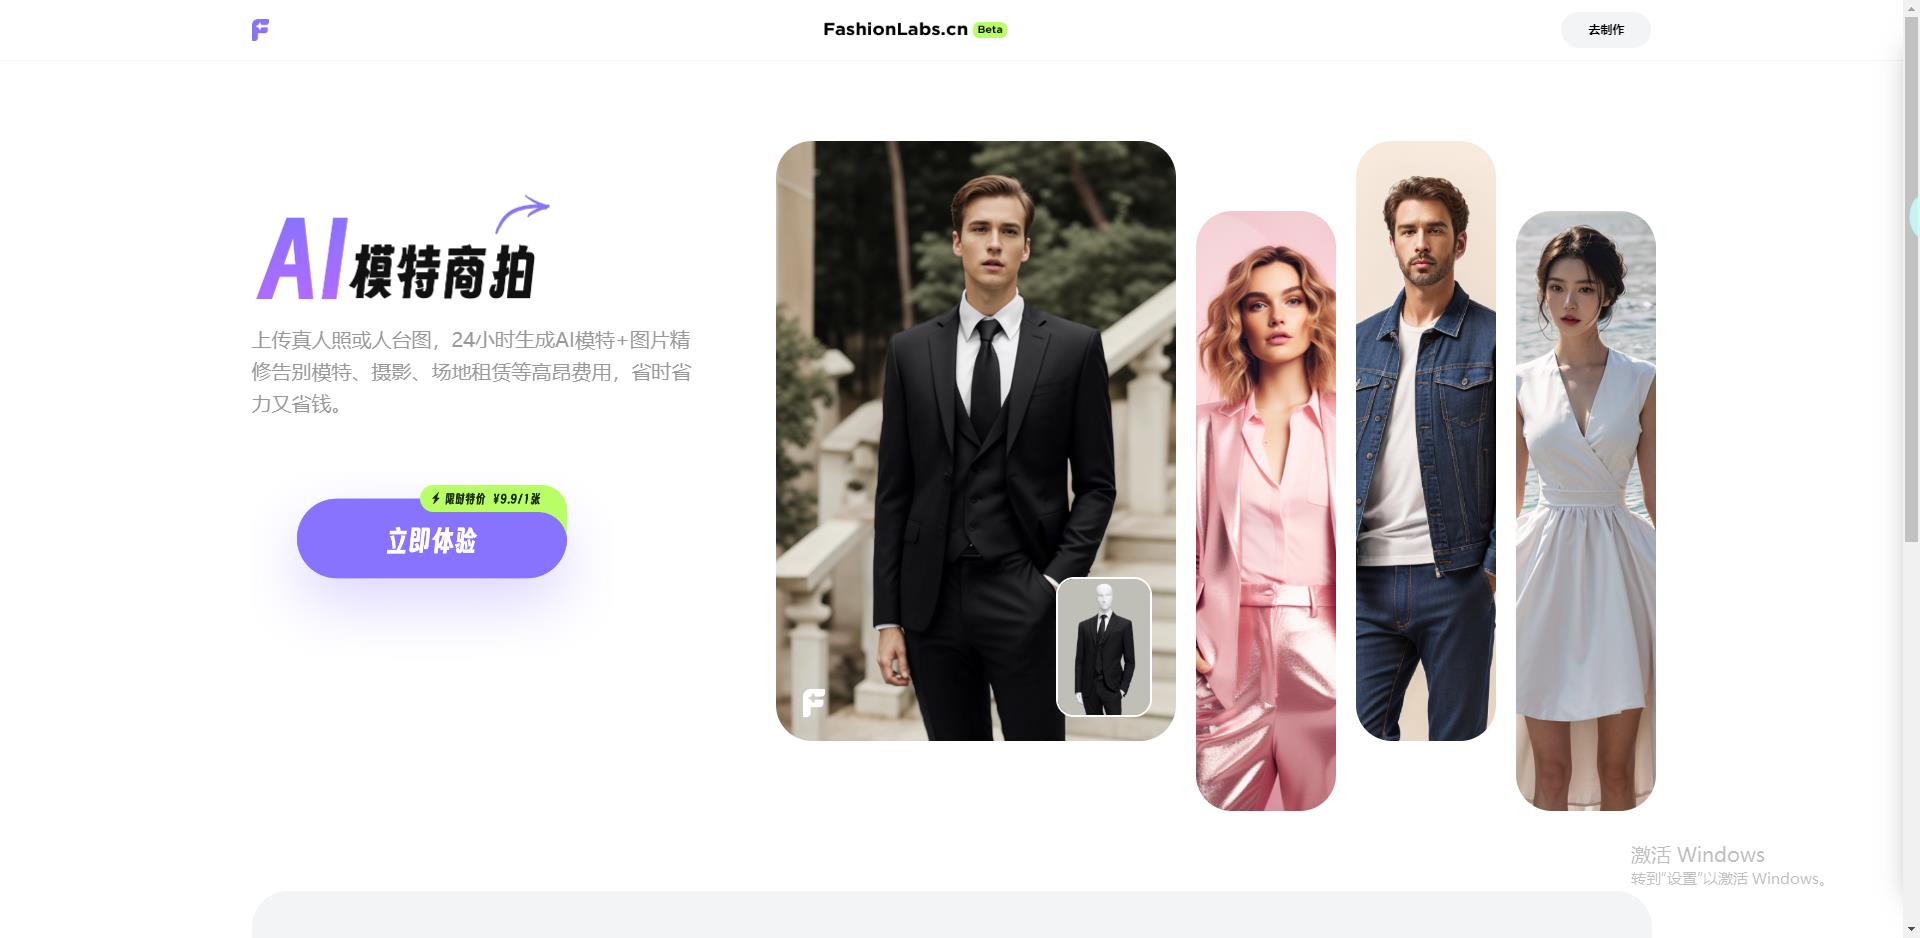 FashionLabs.cn Beta
去制作
AI模特商拍
上传真人照或人台图，24小时生成AI模特+图片精
修告别模特、摄影、场地租赁等高昂费用，省时省
力又省钱。
限时特价 ¥9.9/1张
立即体验
激活 Windows
转到“设置”以激活 Windows。